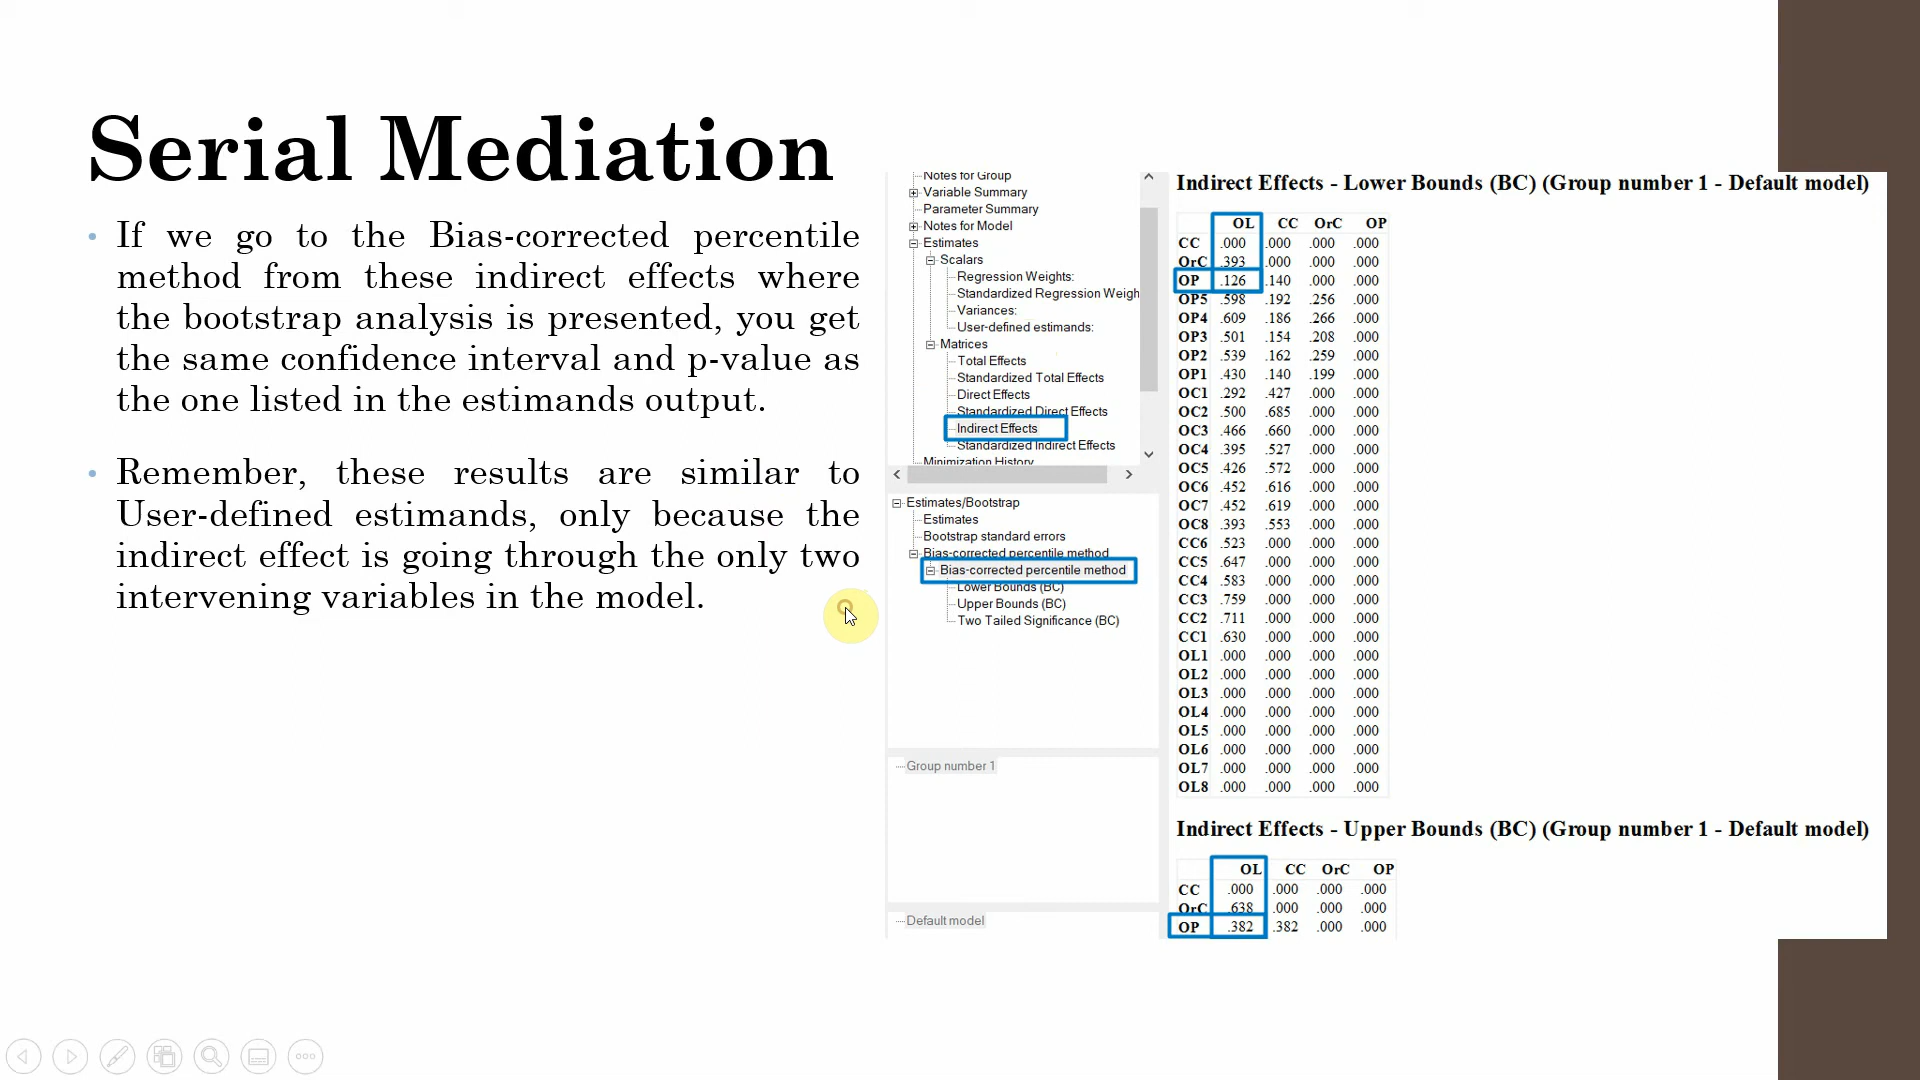 Serial Mediation
• If we go to the Bias-corrected percentile
method from these indirect effects where
the bootstrap analysis is presented, you get
the same confidence interval and p-value as
the one listed in the estimands output.
• Remember, these results are similar to
User-defined estimands, only because the
indirect effect is going through the only two
intervening variables in the model.
Notes for Group
Variable Summary
Parameter Summary
Notes for Model
Estimates
Scalars
Regression Weights:
Standardized Regression Weigh
Variances:
User-defined estimands:
Matrices
Total Effects
Standardized Total Effects
Direct Effects
Standardized Direct Effects
Indirect Effects
Standardized Indirect Effects
Minimization History
Estimates/Bootstrap
Estimates
Bootstrap standard errors
Bias-corrected percentile method
Bias-corrected percentile method
Lower Bounds (BC)
Upper Bounds (BC)
Two Tailed Significance (BC)
Group number 1
Default model
Indirect Effects - Lower Bounds (BC) (Group number 1 - Default model)
OL CC OrC OP
CC .000 .000 .000 .000
OrC .393 .000 .000 .000
OP .126 .140 .000 .000
OP5 .598 .192 .256 .000
OP4 .609 .186 .266 .000
OP3 .501 .154 .208 .000
OP2 .539 .162 .259 .000
OP1 .430 .140 .199 .000
OC1 .292 .427 .000 .000
OC2 .500 .685 .000 .000
OC3 .466 .660 .000 .000
OC4 .395 .527 .000 .000
OC5 .426 .572 .000 .000
OC6 .452 .616 .000 .000
OC7 .452 .619 .000 .000
OC8 .393 .553 .000 .000
CC6 .523 .000 .000 .000
CC5 .647 .000 .000 .000
CC4 .583 .000 .000 .000
CC3 .759 .000 .000 .000
CC2 .711 .000 .000 .000
CC1 .630 .000 .000 .000
OL1 .000 .000 .000 .000
OL2 .000 .000 .000 .000
OL3 .000 .000 .000 .000
OL4 .000 .000 .000 .000
OL5 .000 .000 .000 .000
OL6 .000 .000 .000 .000
OL7 .000 .000 .000 .000
OL8 .000 .000 .000 .000
Indirect Effects - Upper Bounds (BC) (Group number 1 - Default model)
OL CC OrC OP
CC .000 .000 .000 .000
OrC .638 .000 .000 .000
OP .382 .382 .000 .000